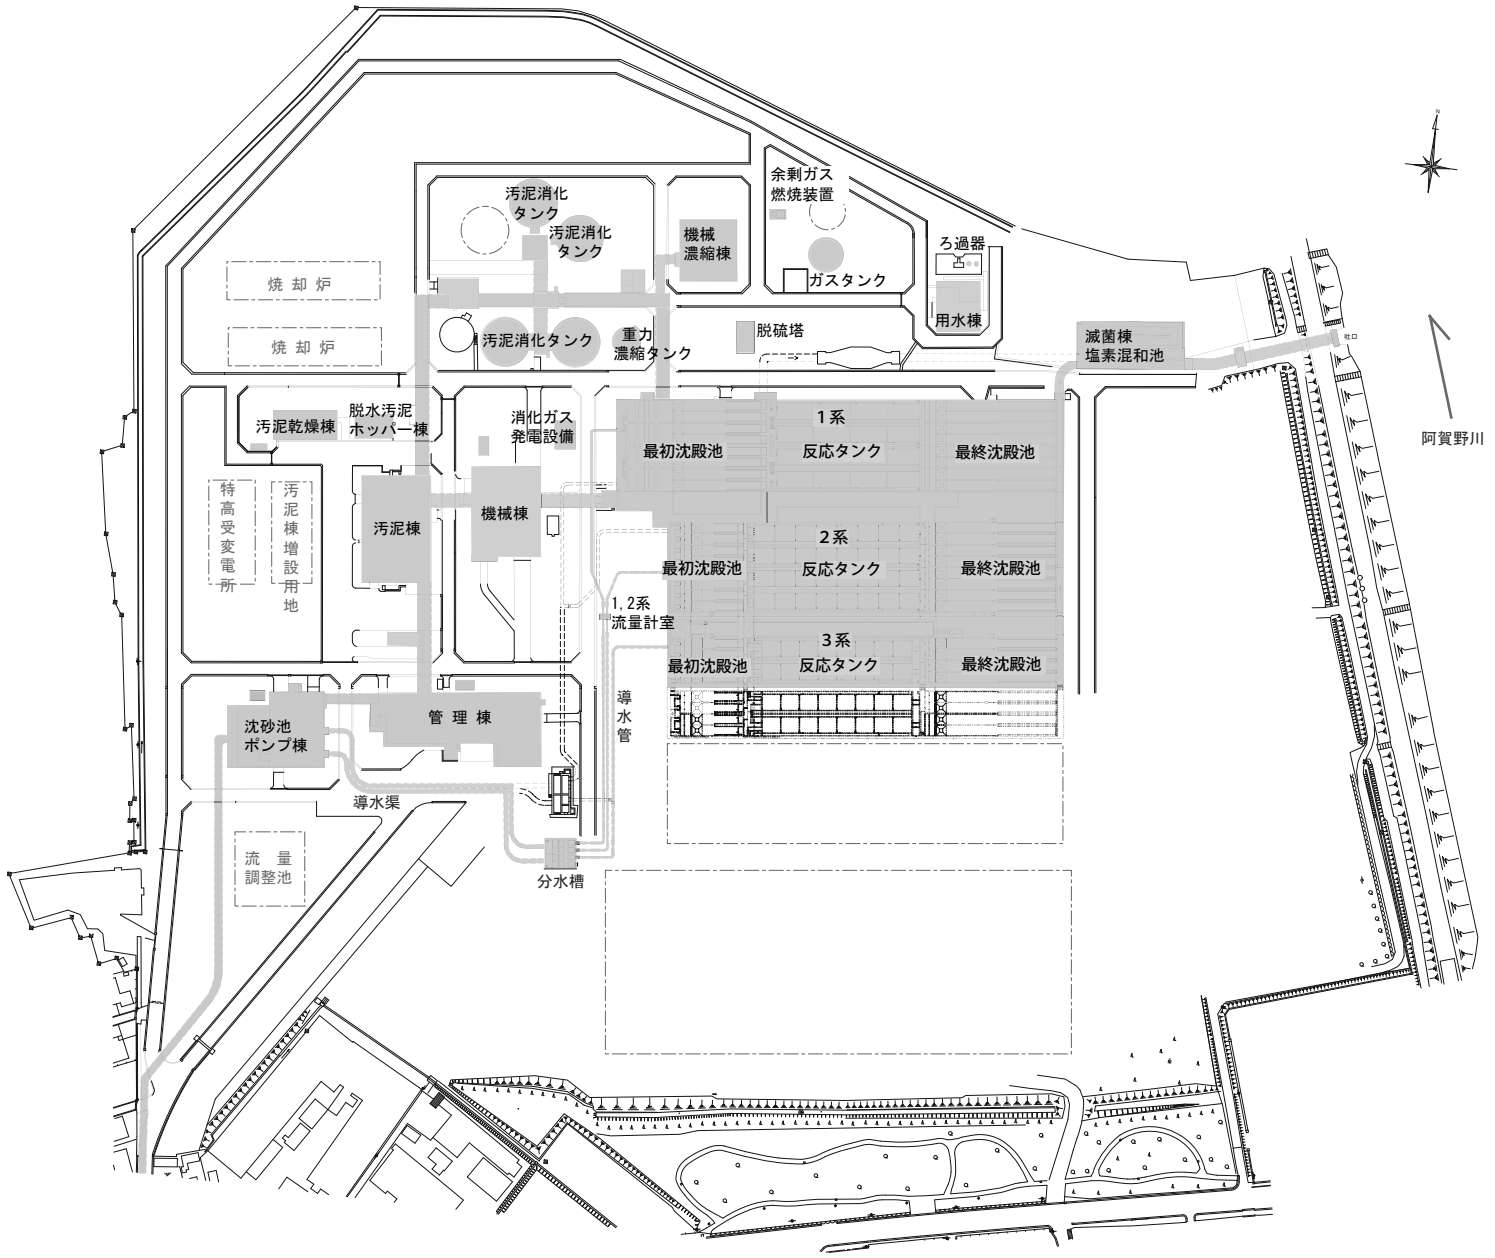 N
余剰ガス
燃焼装置
汚泥消化
タンク
汚泥消化
タンク
機械
濃縮棟
ろ過器
焼却炉
ガスタンク
用水棟
脱硫塔
重力
濃縮タンク
汚泥消化タンク
焼却炉
滅菌棟
塩素混和池
吐口
阿賀野川
脱水汚泥
ホッパー棟
汚泥乾燥棟
消化ガス
発電設備
1系
最初沈殿池
反応タンク
最終沈殿池
特高受変電所
汚泥棟増設用地
汚泥棟
機械棟
2系
最初沈殿池
反応タンク
最終沈殿池
1,2系
流量計室
3系
最初沈殿池
反応タンク
最終沈殿池
導水管
管理棟
沈砂池
ポンプ棟
導水渠
流量
調整池
分水槽